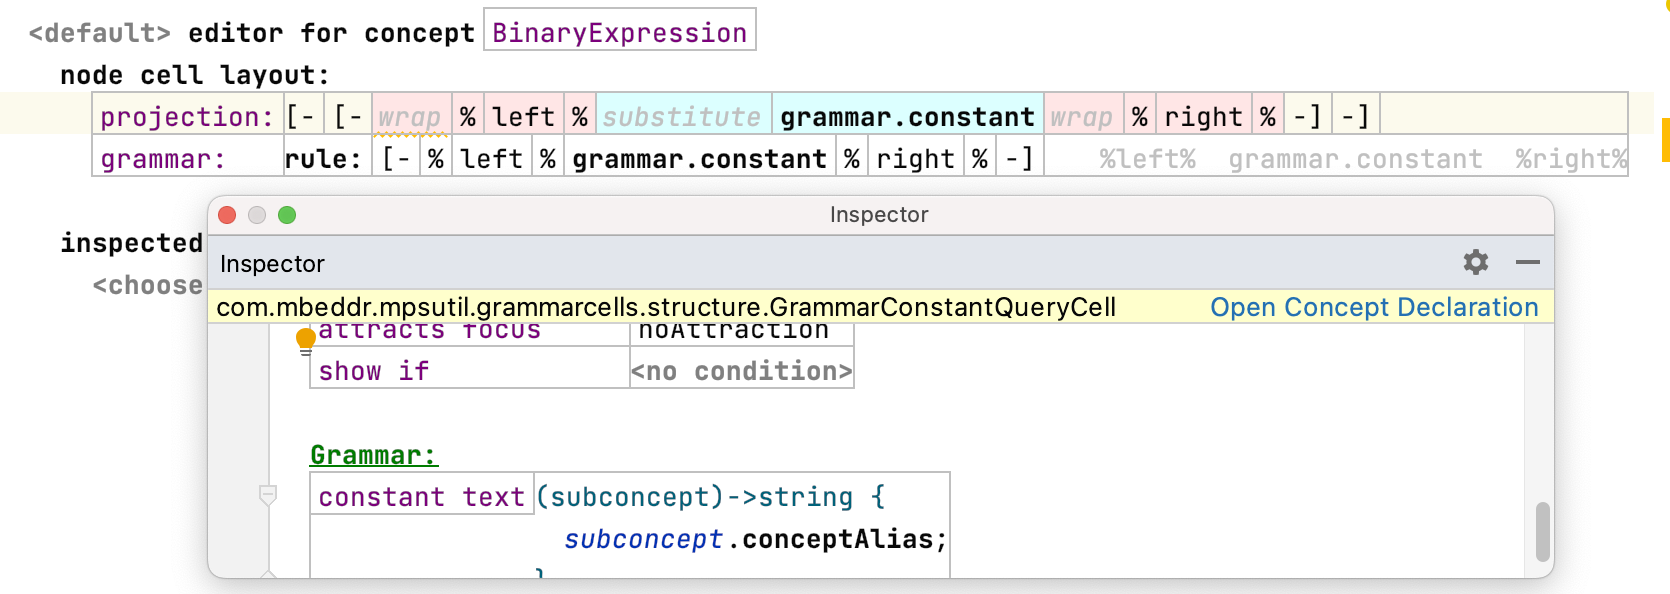 <default> editor for concept BinaryExpression
node cell layout:
projection: [- [- wrap % left % substitute grammar.constant wrap % right % -] -]
grammar: rule: [- % left % grammar.constant % right % -] %left% grammar.constant %right%
Inspector
inspected
Inspector
<choose
com.mbeddr.mpsutil.grammarcells.structure.GrammarConstantQueryCell Open Concept Declaration
attracts focus noAttraction
show if <no condition>
Grammar:
constant text (subconcept)->string {
subconcept.conceptAlias;
}